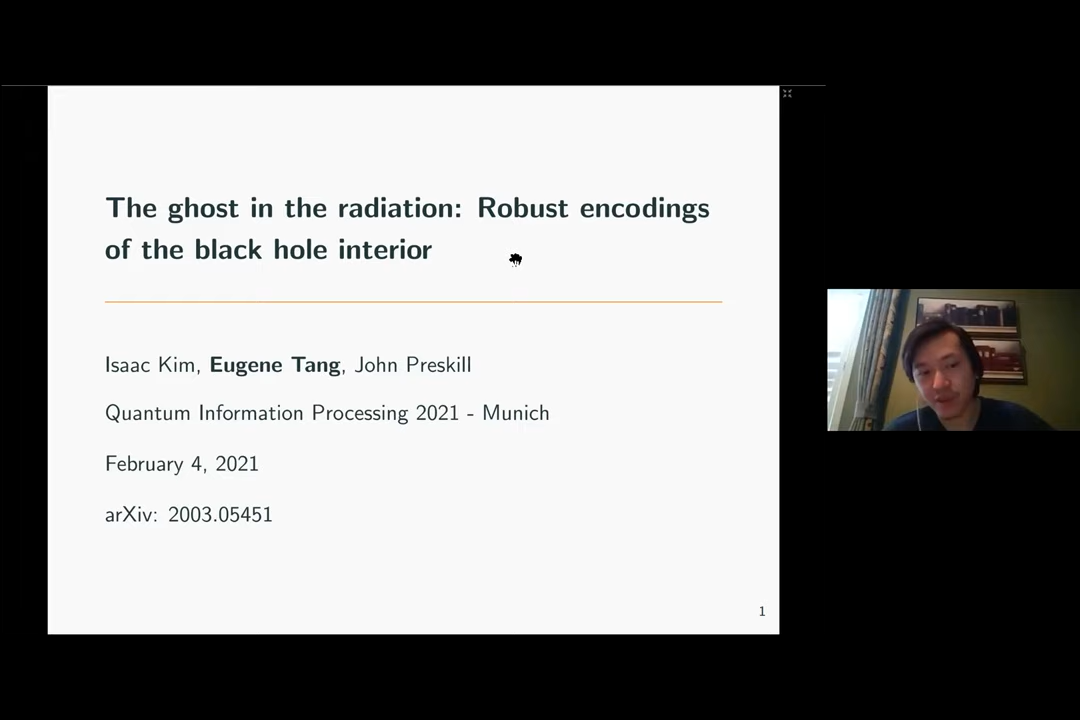 The ghost in the radiation: Robust encodings
of the black hole interior
Isaac Kim, Eugene Tang, John Preskill
Quantum Information Processing 2021 - Munich
February 4, 2021
arXiv: 2003.05451
1